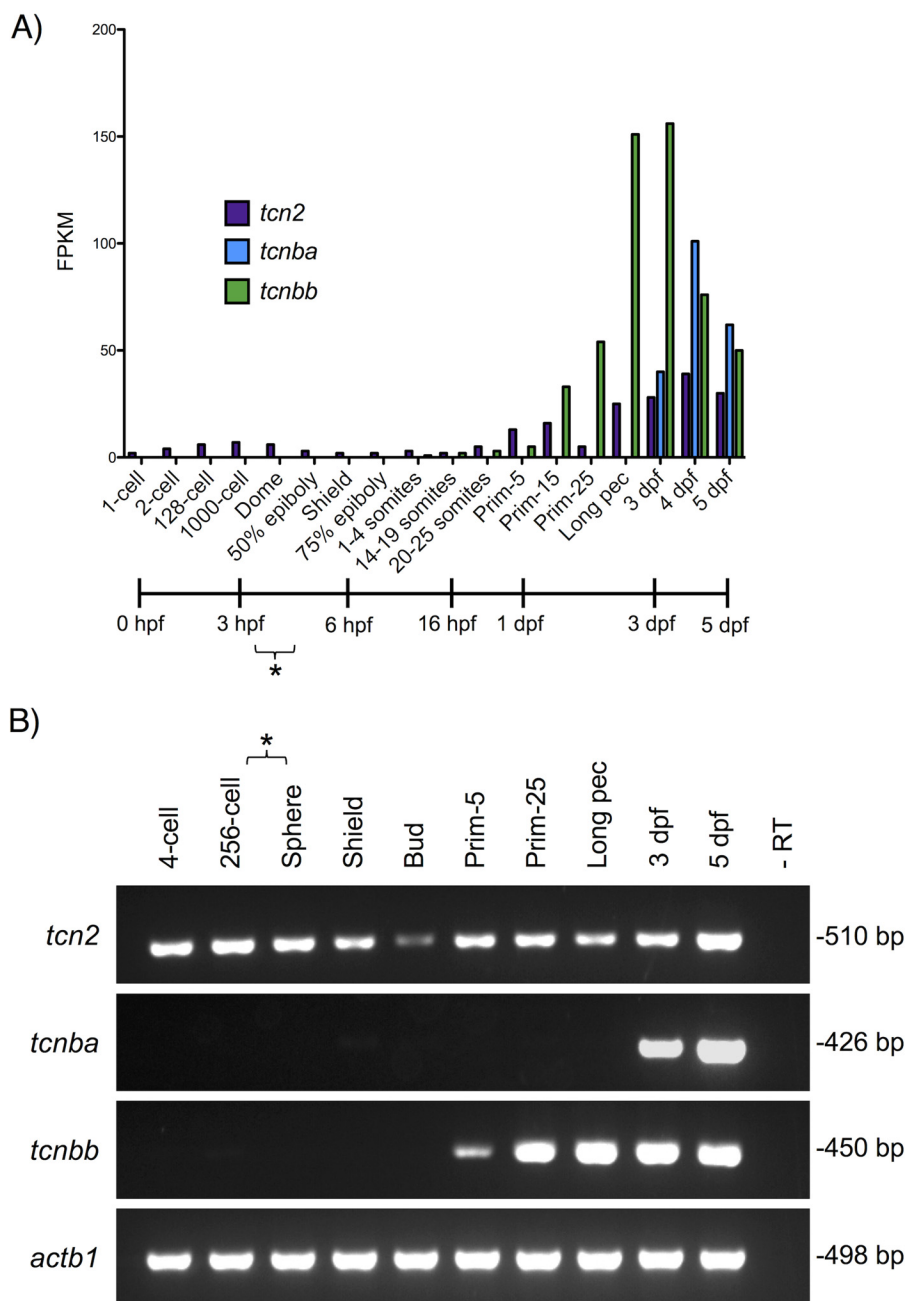 A)
200
150
100
50
0
FPKM
tcn2
tcnba
tcnbb
1-cell
2-cell
128-cell
1000-cell
Dome
50% epiboly
Shield
75% epiboly
1-4 somites
14-19 somites
20-25 somites
Prim-5
Prim-15
Prim-25
Long pec
3 dpf
4 dpf
5 dpf
0 hpf
3 hpf
6 hpf
16 hpf
1 dpf
3 dpf
5 dpf
*
B)
*
4-cell
256-cell
Sphere
Shield
Bud
Prim-5
Prim-25
Long pec
3 dpf
5 dpf
- RT
tcn2
-510 bp
tcnba
-426 bp
tcnbb
-450 bp
actb1
-498 bp